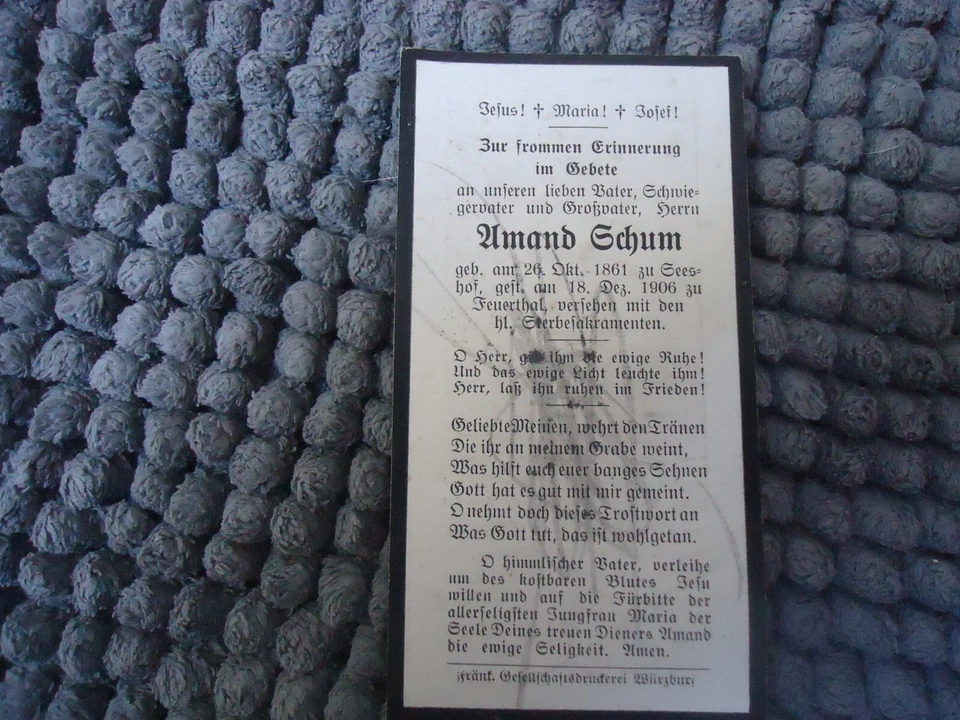 Jesus! † Maria! † Josef!
Zur frommen Erinnerung
im Gebete
an unseren lieben Vater, Schwie-
gervater und Großvater, Herrn
Amand Schum
geb. am 26. Okt. 1861 zu Sees-
hof, gest. am 18. Dez. 1906 zu
Feuerthal, versehen mit den
hl. Sterbesakramenten.
O Herr, gib ihm die ewige Ruhe!
Und das ewige Licht leuchte ihm!
Herr, laß ihn ruhen im Frieden!
Geliebte Meinen, wehrt den Tränen
Die ihr an meinem Grabe weint,
Was hilft euch euer banges Sehnen
Gott hat es gut mit mir gemeint.
O nehmt doch dieses Trostwort an
Was Gott tut, das ist wohlgetan.
O himmlischer Vater, verleihe
um des kostbaren Blutes Jesu
willen und auf die Fürbitte der
allerseligsten Jungfrau Maria der
Seele Deines treuen Dieners Amand
die ewige Seligkeit. Amen.
Fränk. Gesellschaftsdruckerei Würzburg